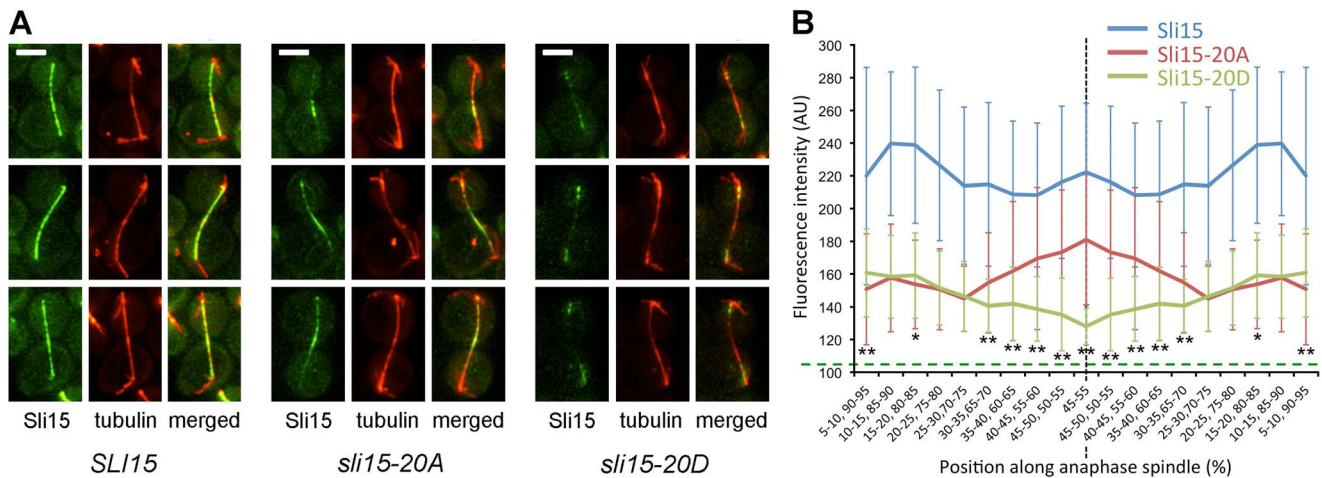 A
Sli15 tubulin merged
SLI15
Sli15 tubulin merged
sli15-20A
Sli15 tubulin merged
sli15-20D
B
Sli15
Sli15-20A
Sli15-20D
Fluorescence intensity (AU)
300
280
260
240
220
200
180
160
140
120
100
** * ** ** ** ** ** ** ** ** ** * **
5-10, 90-95
10-15, 85-90
15-20, 80-85
20-25, 75-80
25-30,70-75
30-35,65-70
35-40, 60-65
40-45, 55-60
45-50, 50-55
45-55
45-50, 50-55
40-45, 55-60
35-40, 60-65
30-35, 65-70
25-30, 70-75
20-25, 75-80
15-20, 80-85
10-15, 85-90
5-10, 90-95
Position along anaphase spindle (%)